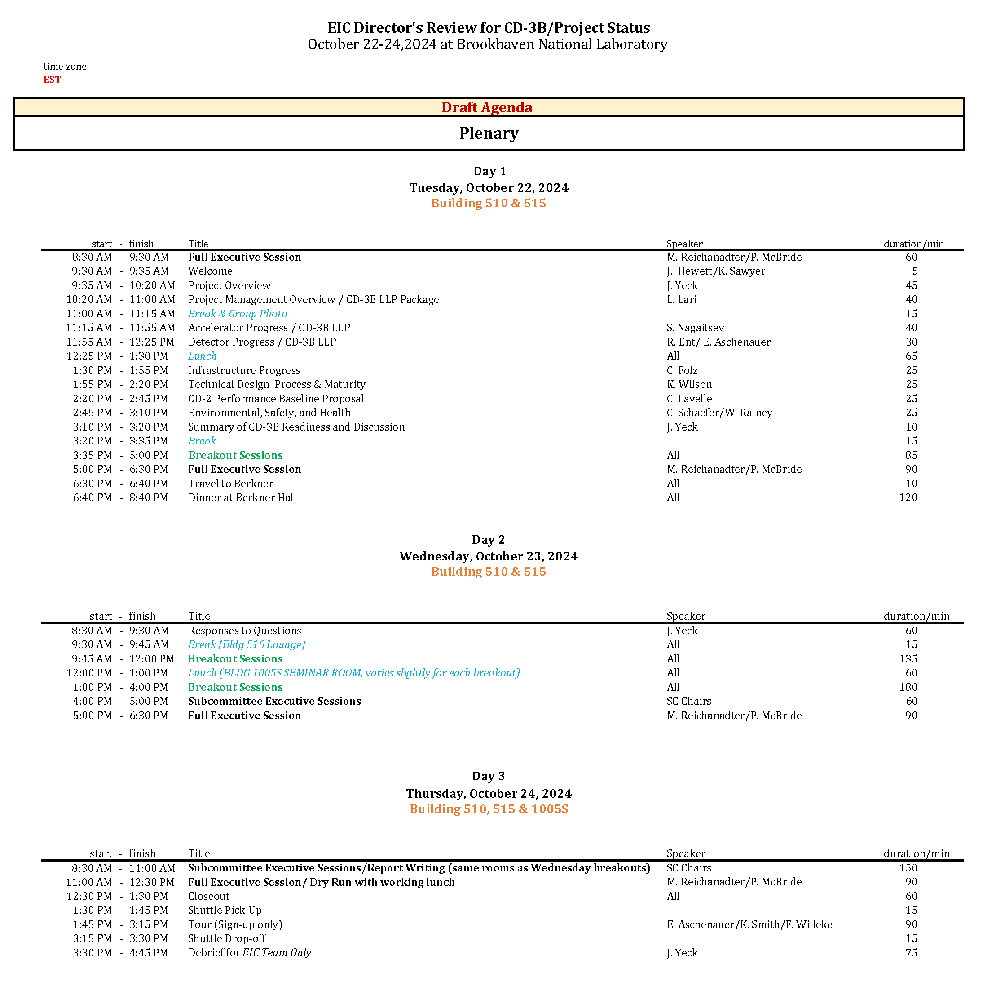 EIC Director's Review for CD-3B/Project Status
October 22-24,2024 at Brookhaven National Laboratory
time zone
EST
Draft Agenda
Plenary
Day 1
Tuesday, October 22, 2024
Building 510 & 515
start - finish Title Speaker duration/min
8:30 AM - 9:30 AM Full Executive Session M. Reichanadter/P. McBride 60
9:30 AM - 9:35 AM Welcome J. Hewett/K. Sawyer 5
9:35 AM - 10:20 AM Project Overview J. Yeck 45
10:20 AM - 11:00 AM Project Management Overview / CD-3B LLP Package L. Lari 40
11:00 AM - 11:15 AM Break & Group Photo 15
11:15 AM - 11:55 AM Accelerator Progress / CD-3B LLP S. Nagaitsev 40
11:55 AM - 12:25 PM Detector Progress / CD-3B LLP R. Ent/ E. Aschenauer 30
12:25 PM - 1:30 PM Lunch All 65
1:30 PM - 1:55 PM Infrastructure Progress C. Folz 25
1:55 PM - 2:20 PM Technical Design Process & Maturity K. Wilson 25
2:20 PM - 2:45 PM CD-2 Performance Baseline Proposal C. Lavelle 25
2:45 PM - 3:10 PM Environmental, Safety, and Health C. Schaefer/W. Rainey 25
3:10 PM - 3:20 PM Summary of CD-3B Readiness and Discussion J. Yeck 10
3:20 PM - 3:35 PM Break 15
3:35 PM - 5:00 PM Breakout Sessions All 85
5:00 PM - 6:30 PM Full Executive Session M. Reichanadter/P. McBride 90
6:30 PM - 6:40 PM Travel to Berkner All 10
6:40 PM - 8:40 PM Dinner at Berkner Hall All 120
Day 2
Wednesday, October 23, 2024
Building 510 & 515
start - finish Title Speaker duration/min
8:30 AM - 9:30 AM Responses to Questions J. Yeck 60
9:30 AM - 9:45 AM Break (Bldg 510 Lounge) All 15
9:45 AM - 12:00 PM Breakout Sessions All 135
12:00 PM - 1:00 PM Lunch (BLDG 1005S SEMINAR ROOM, varies slightly for each breakout) All 60
1:00 PM - 4:00 PM Breakout Sessions All 180
4:00 PM - 5:00 PM Subcommittee Executive Sessions SC Chairs 60
5:00 PM - 6:30 PM Full Executive Session M. Reichanadter/P. McBride 90
Day 3
Thursday, October 24, 2024
Building 510, 515 & 1005S
start - finish Title Speaker duration/min
8:30 AM - 11:00 AM Subcommittee Executive Sessions/Report Writing (same rooms as Wednesday breakouts) SC Chairs 150
11:00 AM - 12:30 PM Full Executive Session/ Dry Run with working lunch M. Reichanadter/P. McBride 90
12:30 PM - 1:30 PM Closeout All 60
1:30 PM - 1:45 PM Shuttle Pick-Up 15
1:45 PM - 3:15 PM Tour (Sign-up only) E. Aschenauer/K. Smith/F. Willeke 90
3:15 PM - 3:30 PM Shuttle Drop-off 15
3:30 PM - 4:45 PM Debrief for EIC Team Only J. Yeck 75